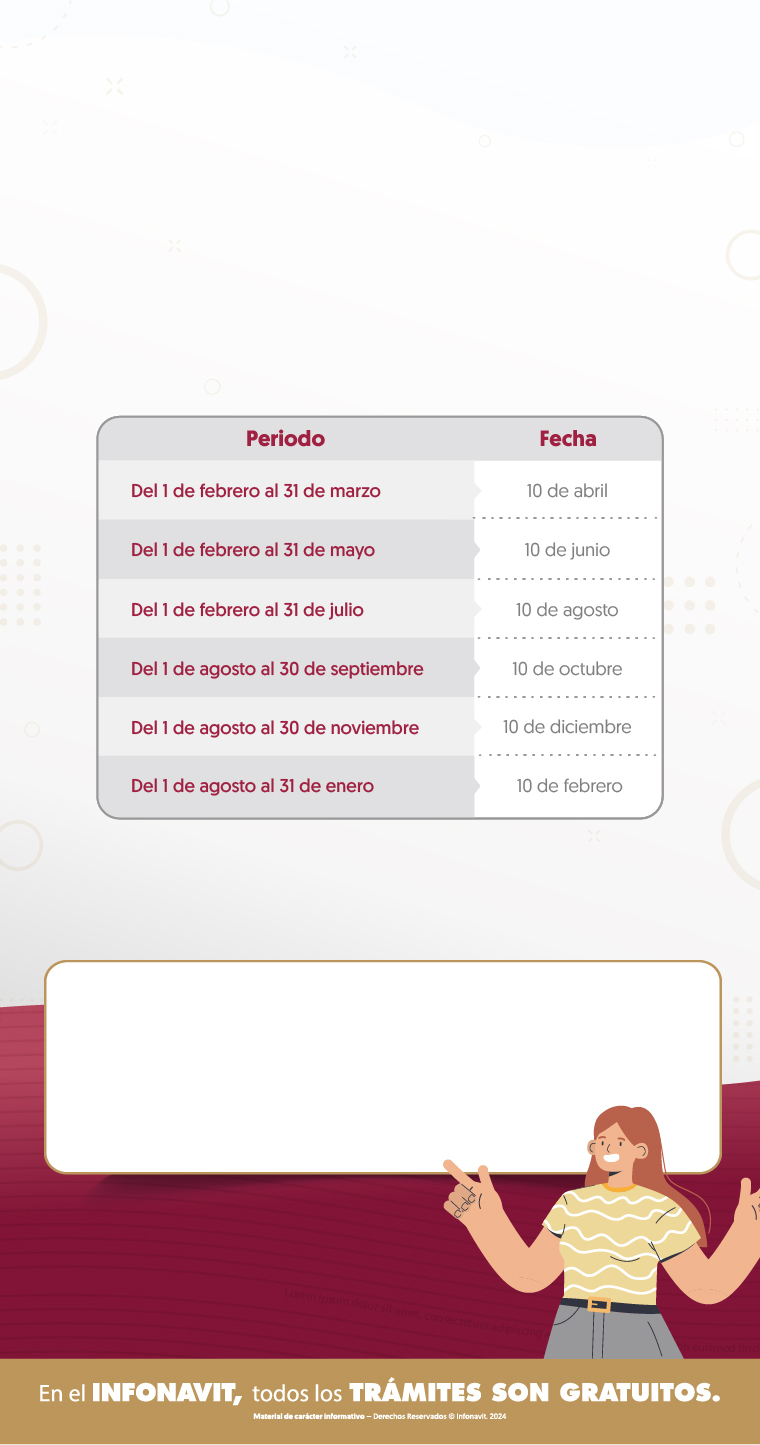 Periodo Fecha
Del 1 de febrero al 31 de marzo 10 de abril
Del 1 de febrero al 31 de mayo 10 de junio
Del 1 de febrero al 31 de julio 10 de agosto
Del 1 de agosto al 30 de septiembre 10 de octubre
Del 1 de agosto al 30 de noviembre 10 de diciembre
Del 1 de agosto al 31 de enero 10 de febrero
En el INFONAVIT, todos los TRÁMITES SON GRATUITOS.
Material de carácter informativo – Derechos Reservados © Infonavit. 2024